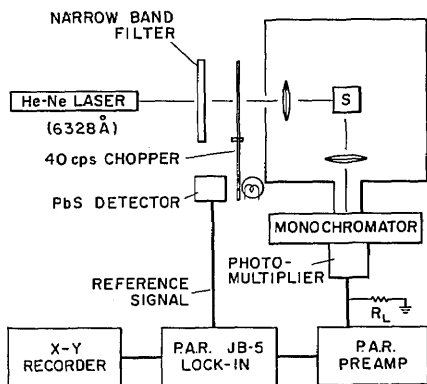 NARROW BAND
FILTER
He-Ne LASER
(6328Å)
S
40 cps CHOPPER
PbS DETECTOR
MONOCHROMATOR
PHOTO-
MULTIPLIER
REFERENCE
SIGNAL
RL
X-Y
RECORDER
P.A.R. JB-5
LOCK-IN
P.A.R.
PREAMP